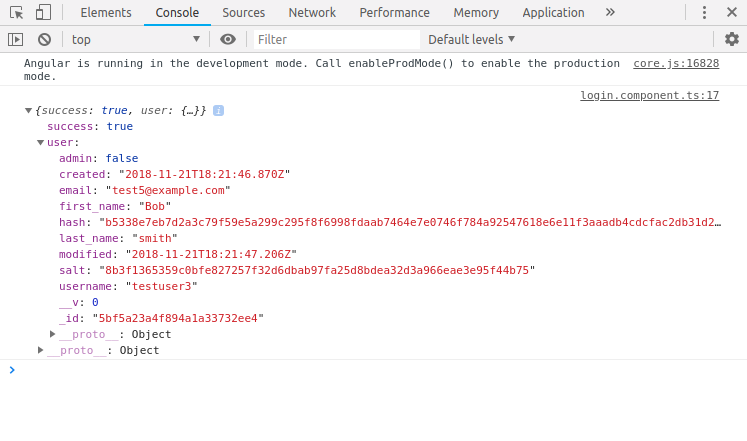 Elements Console Sources Network Performance Memory Application »
top Filter Default levels
Angular is running in the development mode. Call enableProdMode() to enable the production core.js:16828
mode.
login.component.ts:17
{success: true, user: {…}} i
success: true
user:
admin: false
created: "2018-11-21T18:21:46.870Z"
email: "test5@example.com"
first_name: "Bob"
hash: "b5338e7eb7d2a3c79f59e5a299c295f8f6998fdaab7464e7e0746f784a92547618e6e11f3aaadb4cdcfac2db31d2…
last_name: "smith"
modified: "2018-11-21T18:21:47.206Z"
salt: "8b3f1365359c0bfe827257f32d6dbab97fa25d8bdea32d3a966eae3e95f44b75"
username: "testuser3"
__v: 0
_id: "5bf5a23a4f894a1a33732ee4"
__proto__: Object
__proto__: Object